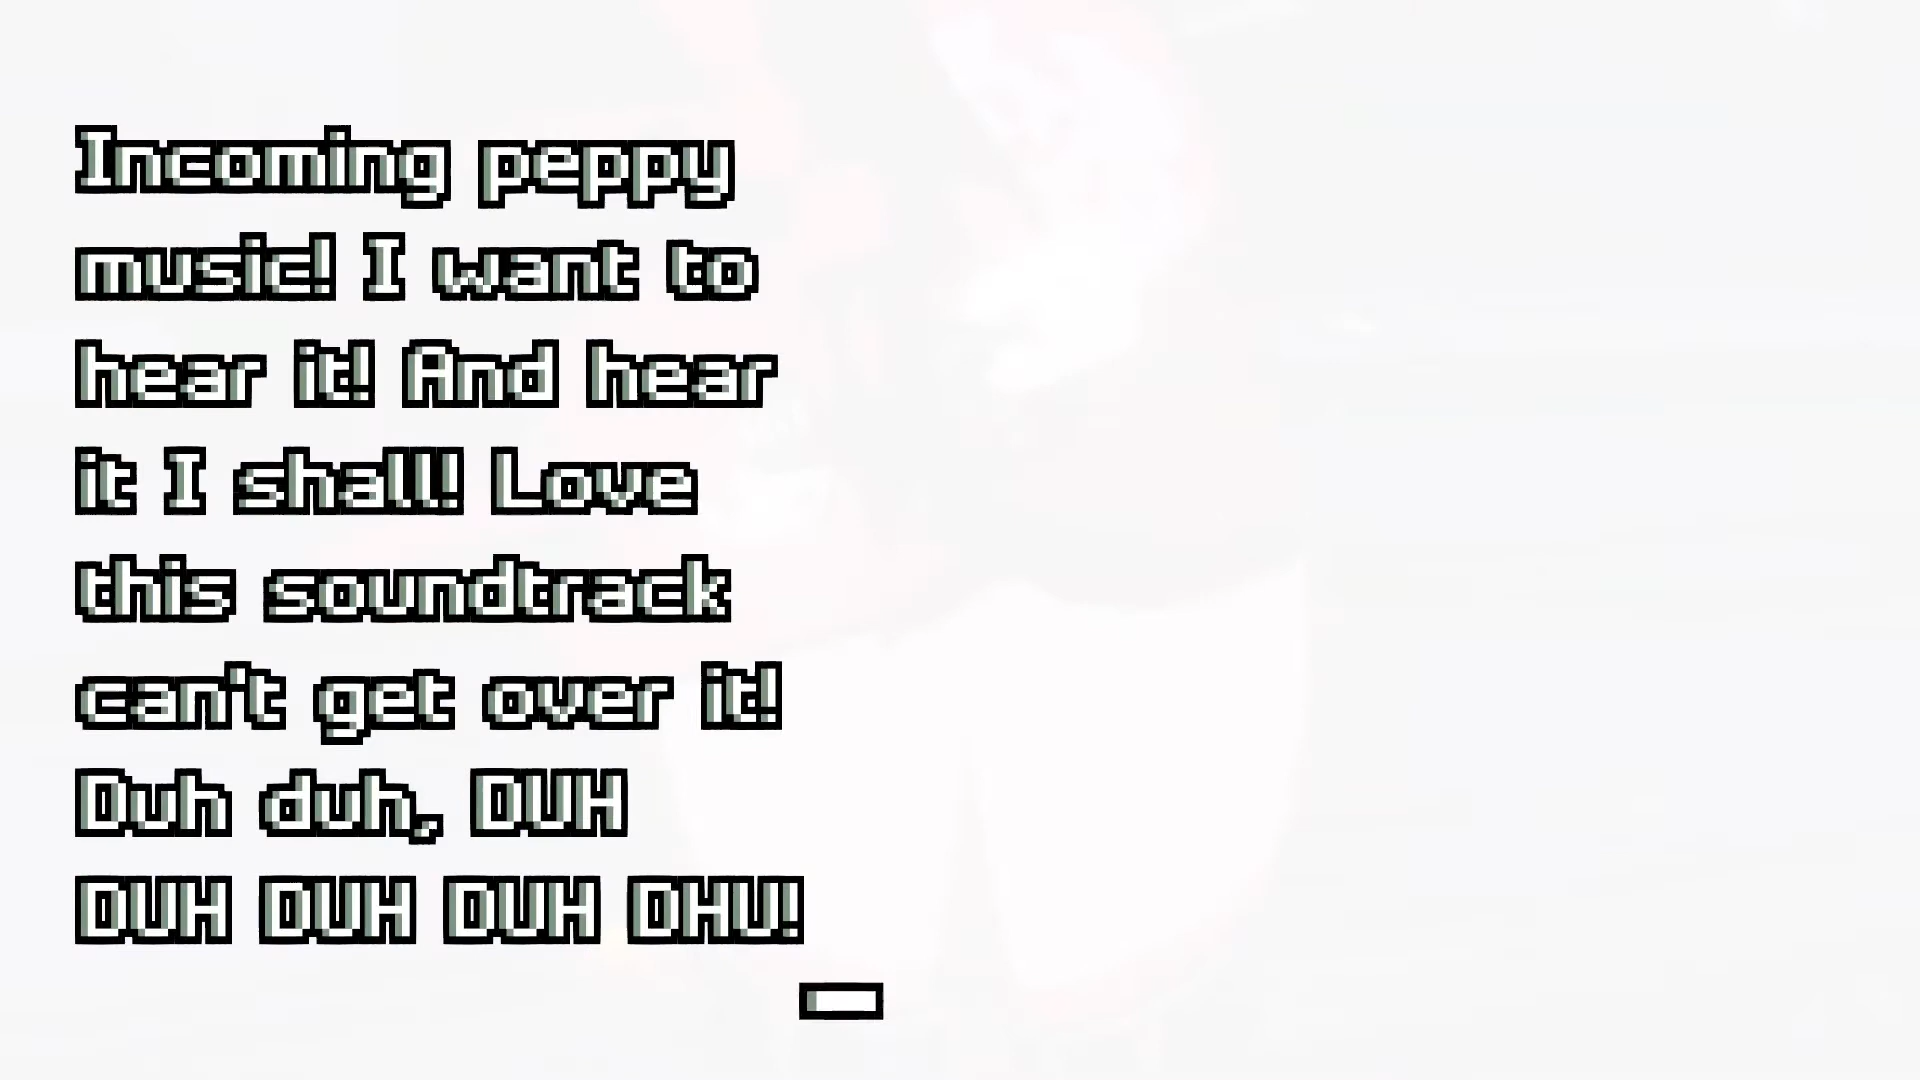 Incoming peppy
music! I want to
hear it! And hear
it I shall! Love
this soundtrack
can't get over it!
Duh duh, DUH
DUH DUH DUH DHU!